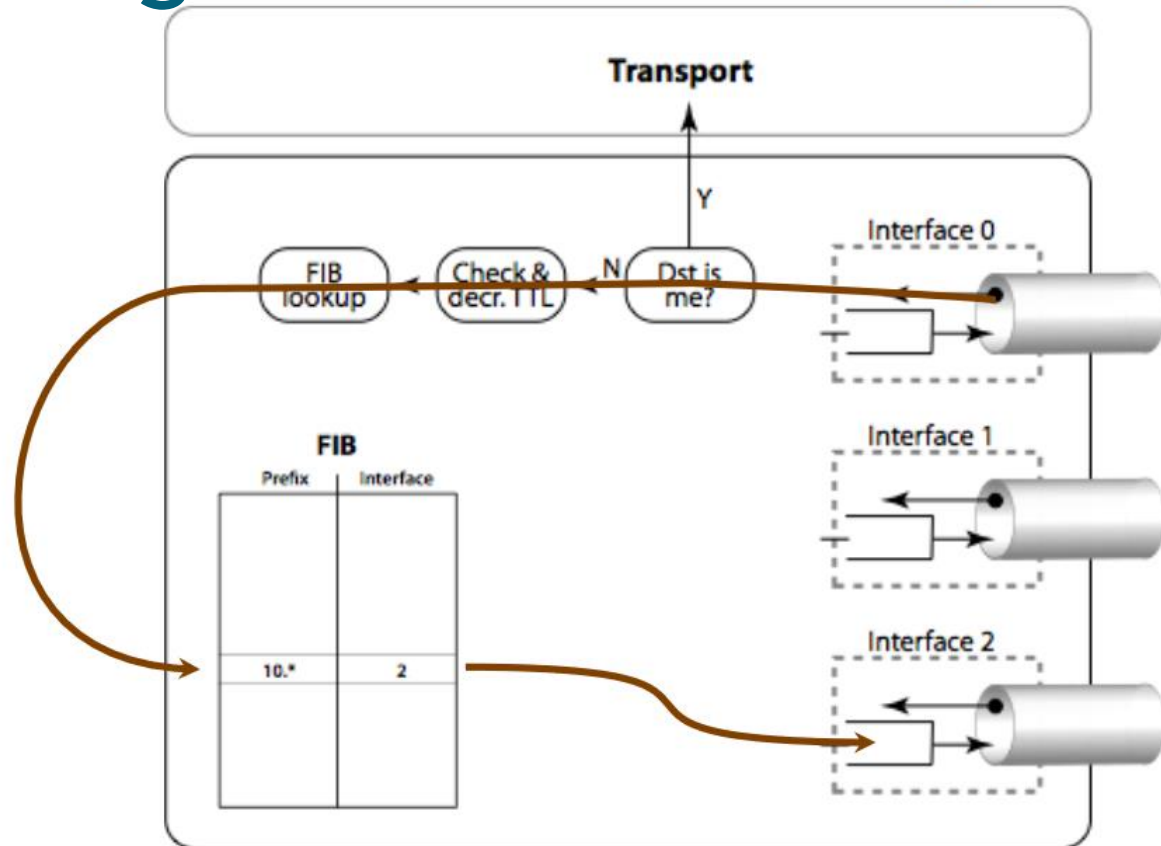 g
Transport
Y
Interface 0
FIB
lookup
Check &
decr. TTL
N
Dst is
me?
Interface 1
FIB
Prefix Interface
10.* 2
Interface 2